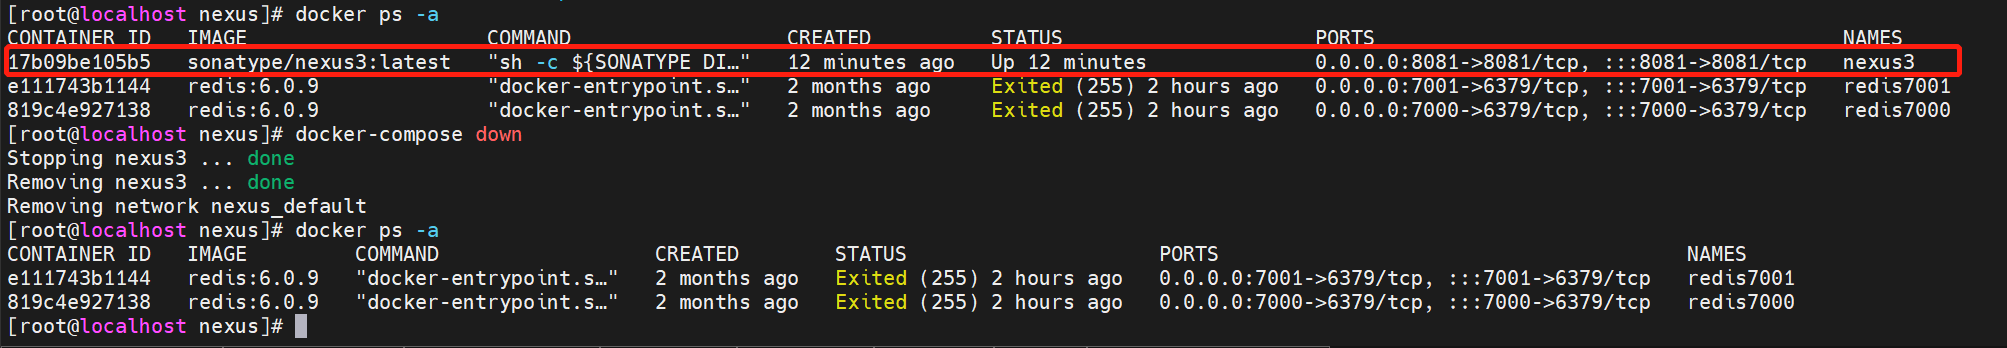 [root@localhost nexus]# docker ps -a
CONTAINER ID   IMAGE                    COMMAND                  CREATED          STATUS                     PORTS                                       NAMES
17b09be105b5   sonatype/nexus3:latest   "sh -c ${SONATYPE_DI…"   12 minutes ago   Up 12 minutes              0.0.0.0:8081->8081/tcp, :::8081->8081/tcp   nexus3
e111743b1144   redis:6.0.9              "docker-entrypoint.s…"   2 months ago     Exited (255) 2 hours ago   0.0.0.0:7001->6379/tcp, :::7001->6379/tcp   redis7001
819c4e927138   redis:6.0.9              "docker-entrypoint.s…"   2 months ago     Exited (255) 2 hours ago   0.0.0.0:7000->6379/tcp, :::7000->6379/tcp   redis7000
[root@localhost nexus]# docker-compose down
Stopping nexus3 ... done
Removing nexus3 ... done
Removing network nexus_default
[root@localhost nexus]# docker ps -a
CONTAINER ID   IMAGE         COMMAND                  CREATED        STATUS                     PORTS                                       NAMES
e111743b1144   redis:6.0.9   "docker-entrypoint.s…"   2 months ago   Exited (255) 2 hours ago   0.0.0.0:7001->6379/tcp, :::7001->6379/tcp   redis7001
819c4e927138   redis:6.0.9   "docker-entrypoint.s…"   2 months ago   Exited (255) 2 hours ago   0.0.0.0:7000->6379/tcp, :::7000->6379/tcp   redis7000
[root@localhost nexus]#